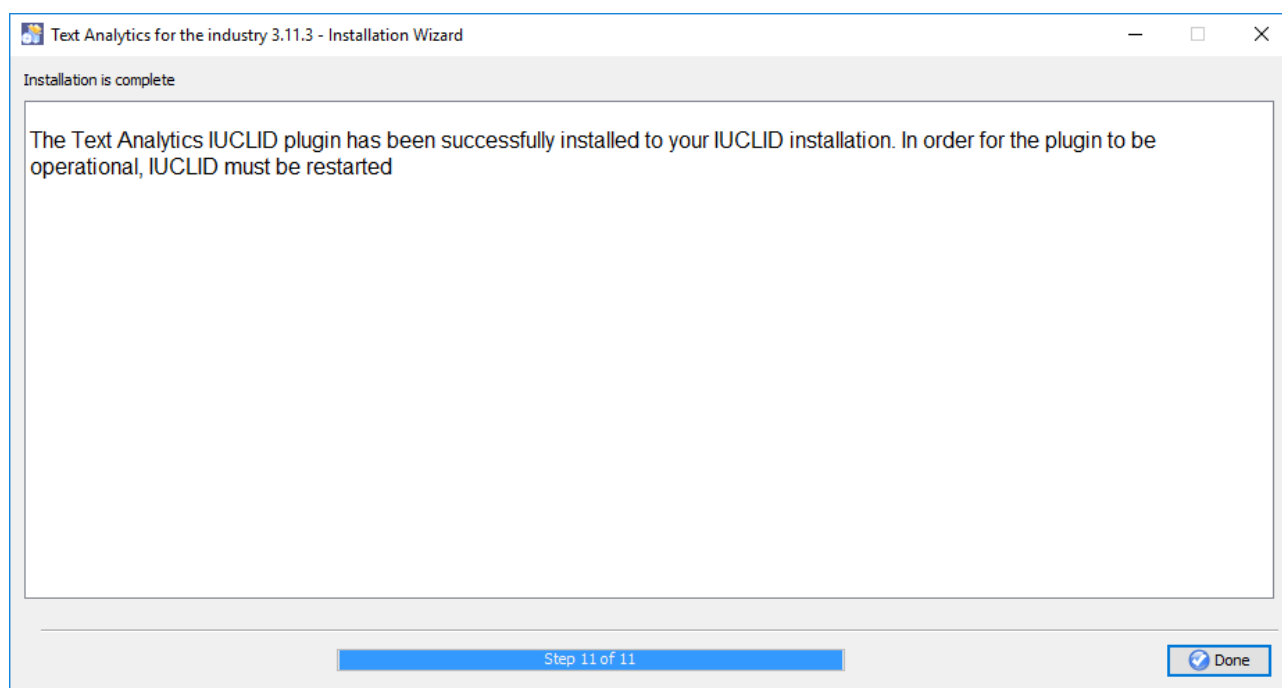 Text Analytics for the industry 3.11.3 - Installation Wizard
Installation is complete
The Text Analytics IUCLID plugin has been successfully installed to your IUCLID installation. In order for the plugin to be
operational, IUCLID must be restarted
Step 11 of 11
Done